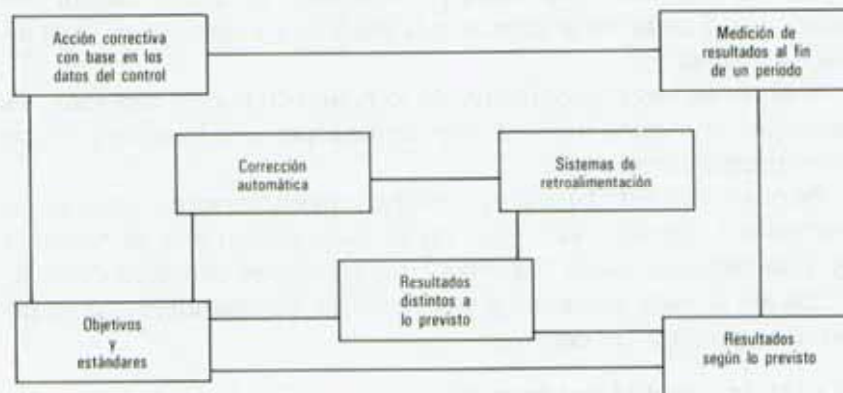 Acción correctiva
con base en los
datos del control
Medición de
resultados al fin
de un periodo
Corrección
automática
Sistemas de
retroalimentación
Resultados
distintos a
lo previsto
Objetivos
y
estándares
Resultados
según lo previsto